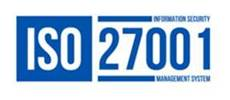 INFORMATION SECURITY
ISO 27001
MANAGEMENT SYSTEM